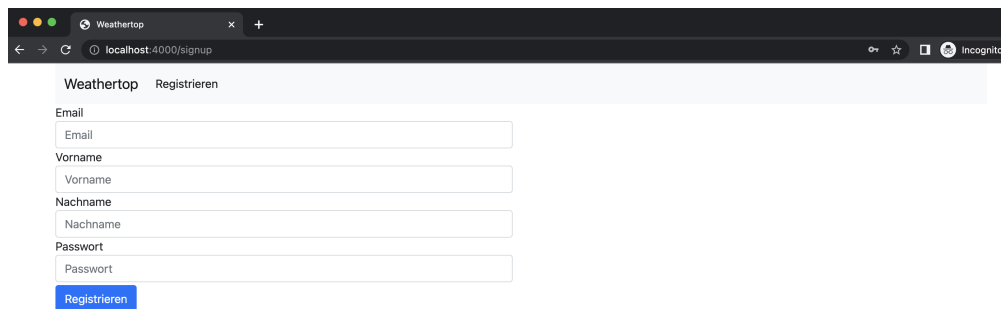 Weathertop
localhost:4000/signup
Incognito
Weathertop Registrieren
Email
Email
Vorname
Vorname
Nachname
Nachname
Passwort
Passwort
Registrieren